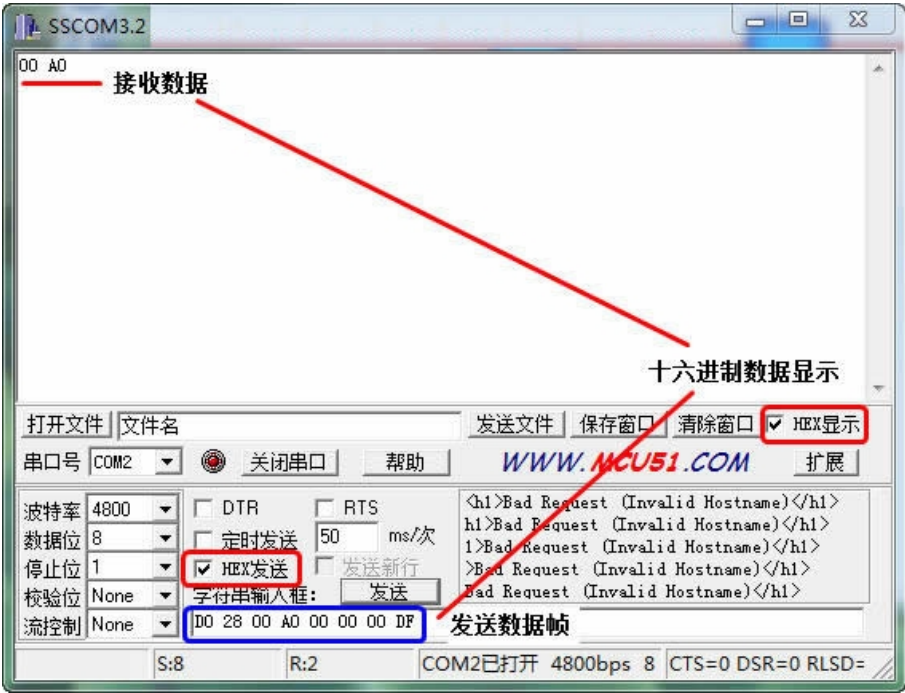 SSCOM3.2
00 A0
接收数据
十六进制数据显示
打开文件 文件名 发送文件 保存窗口 清除窗口 HEX显示
串口号 COM2 关闭串口 帮助 WWW.MCU51.COM 扩展
波特率 4800 DTR RTS
数据位 8 定时发送 50 ms/次
停止位 1 HEX发送 发送新行
校验位 None 字符串输入框: 发送
流控制 None D0 28 00 A0 00 00 00 DF 发送数据帧
<h1>Bad Request (Invalid Hostname)</h1>
h1>Bad Request (Invalid Hostname)</h1>
1>Bad Request (Invalid Hostname)</h1>
>Bad Request (Invalid Hostname)</h1>
Bad Request (Invalid Hostname)</h1>
S:8 R:2 COM2已打开 4800bps 8 CTS=0 DSR=0 RLSD=